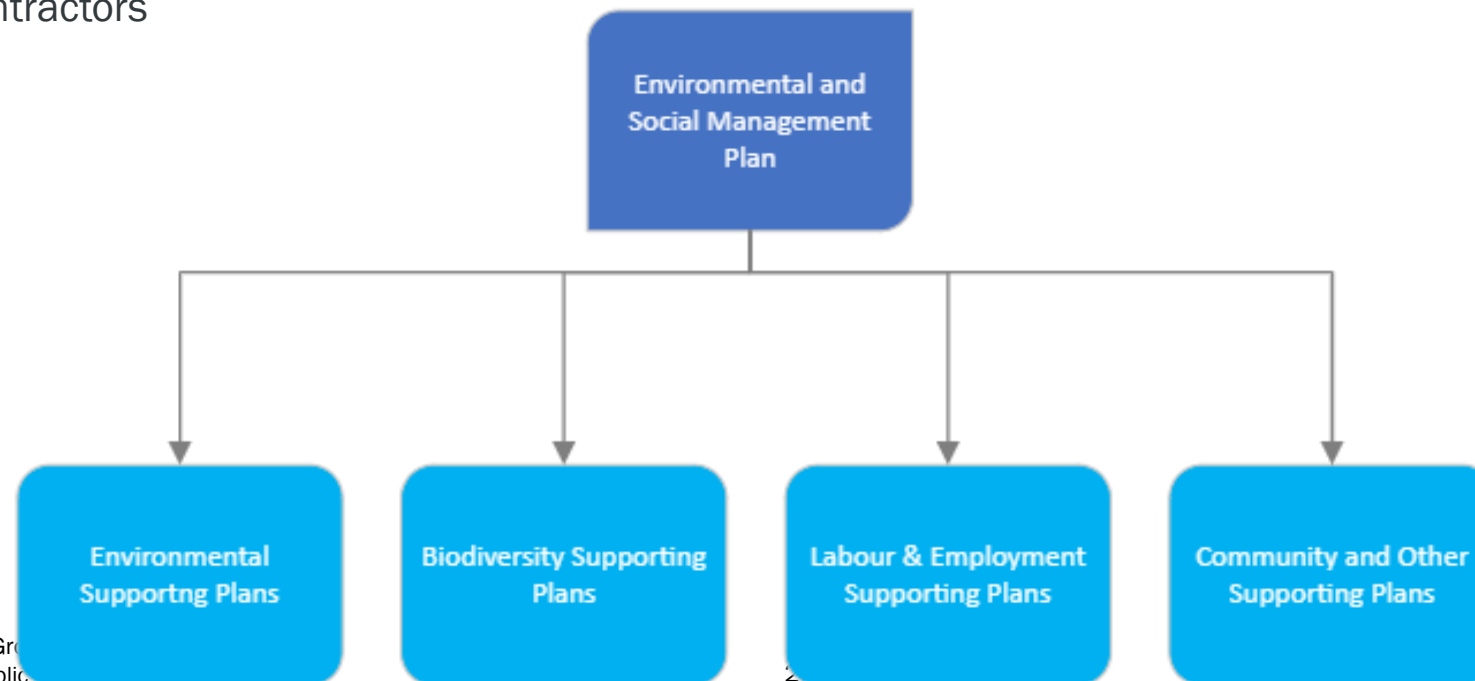 Environmental and
Social Management
Plan
Environmental
Supportng Plans
Biodiversity Supporting
Plans
Labour & Employment
Supporting Plans
Community and Other
Supporting Plans